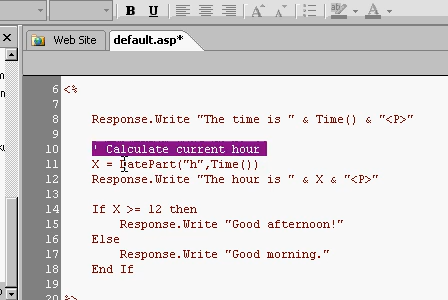 B U A A ab A
Web Site default.asp*
6 <%
7
8 Response.Write "The time is " & Time() & "<P>"
9
10 ' Calculate current hour
11 X = DatePart("h",Time())
12 Response.Write "The hour is " & X & "<P>"
13
14 If X >= 12 then
15 Response.Write "Good afternoon!"
16 Else
17 Response.Write "Good morning."
18 End If
19
20 %>